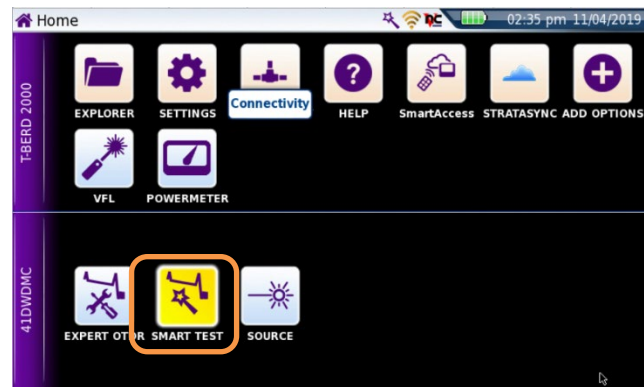 Home
02:35 pm 11/04/2019
T-BERD 2000
EXPLORER
SETTINGS
Connectivity
HELP
SmartAccess
STRATASYNC
ADD OPTIONS
VFL
POWERMETER
41DWDMC
EXPERT OTDR
SMART TEST
SOURCE